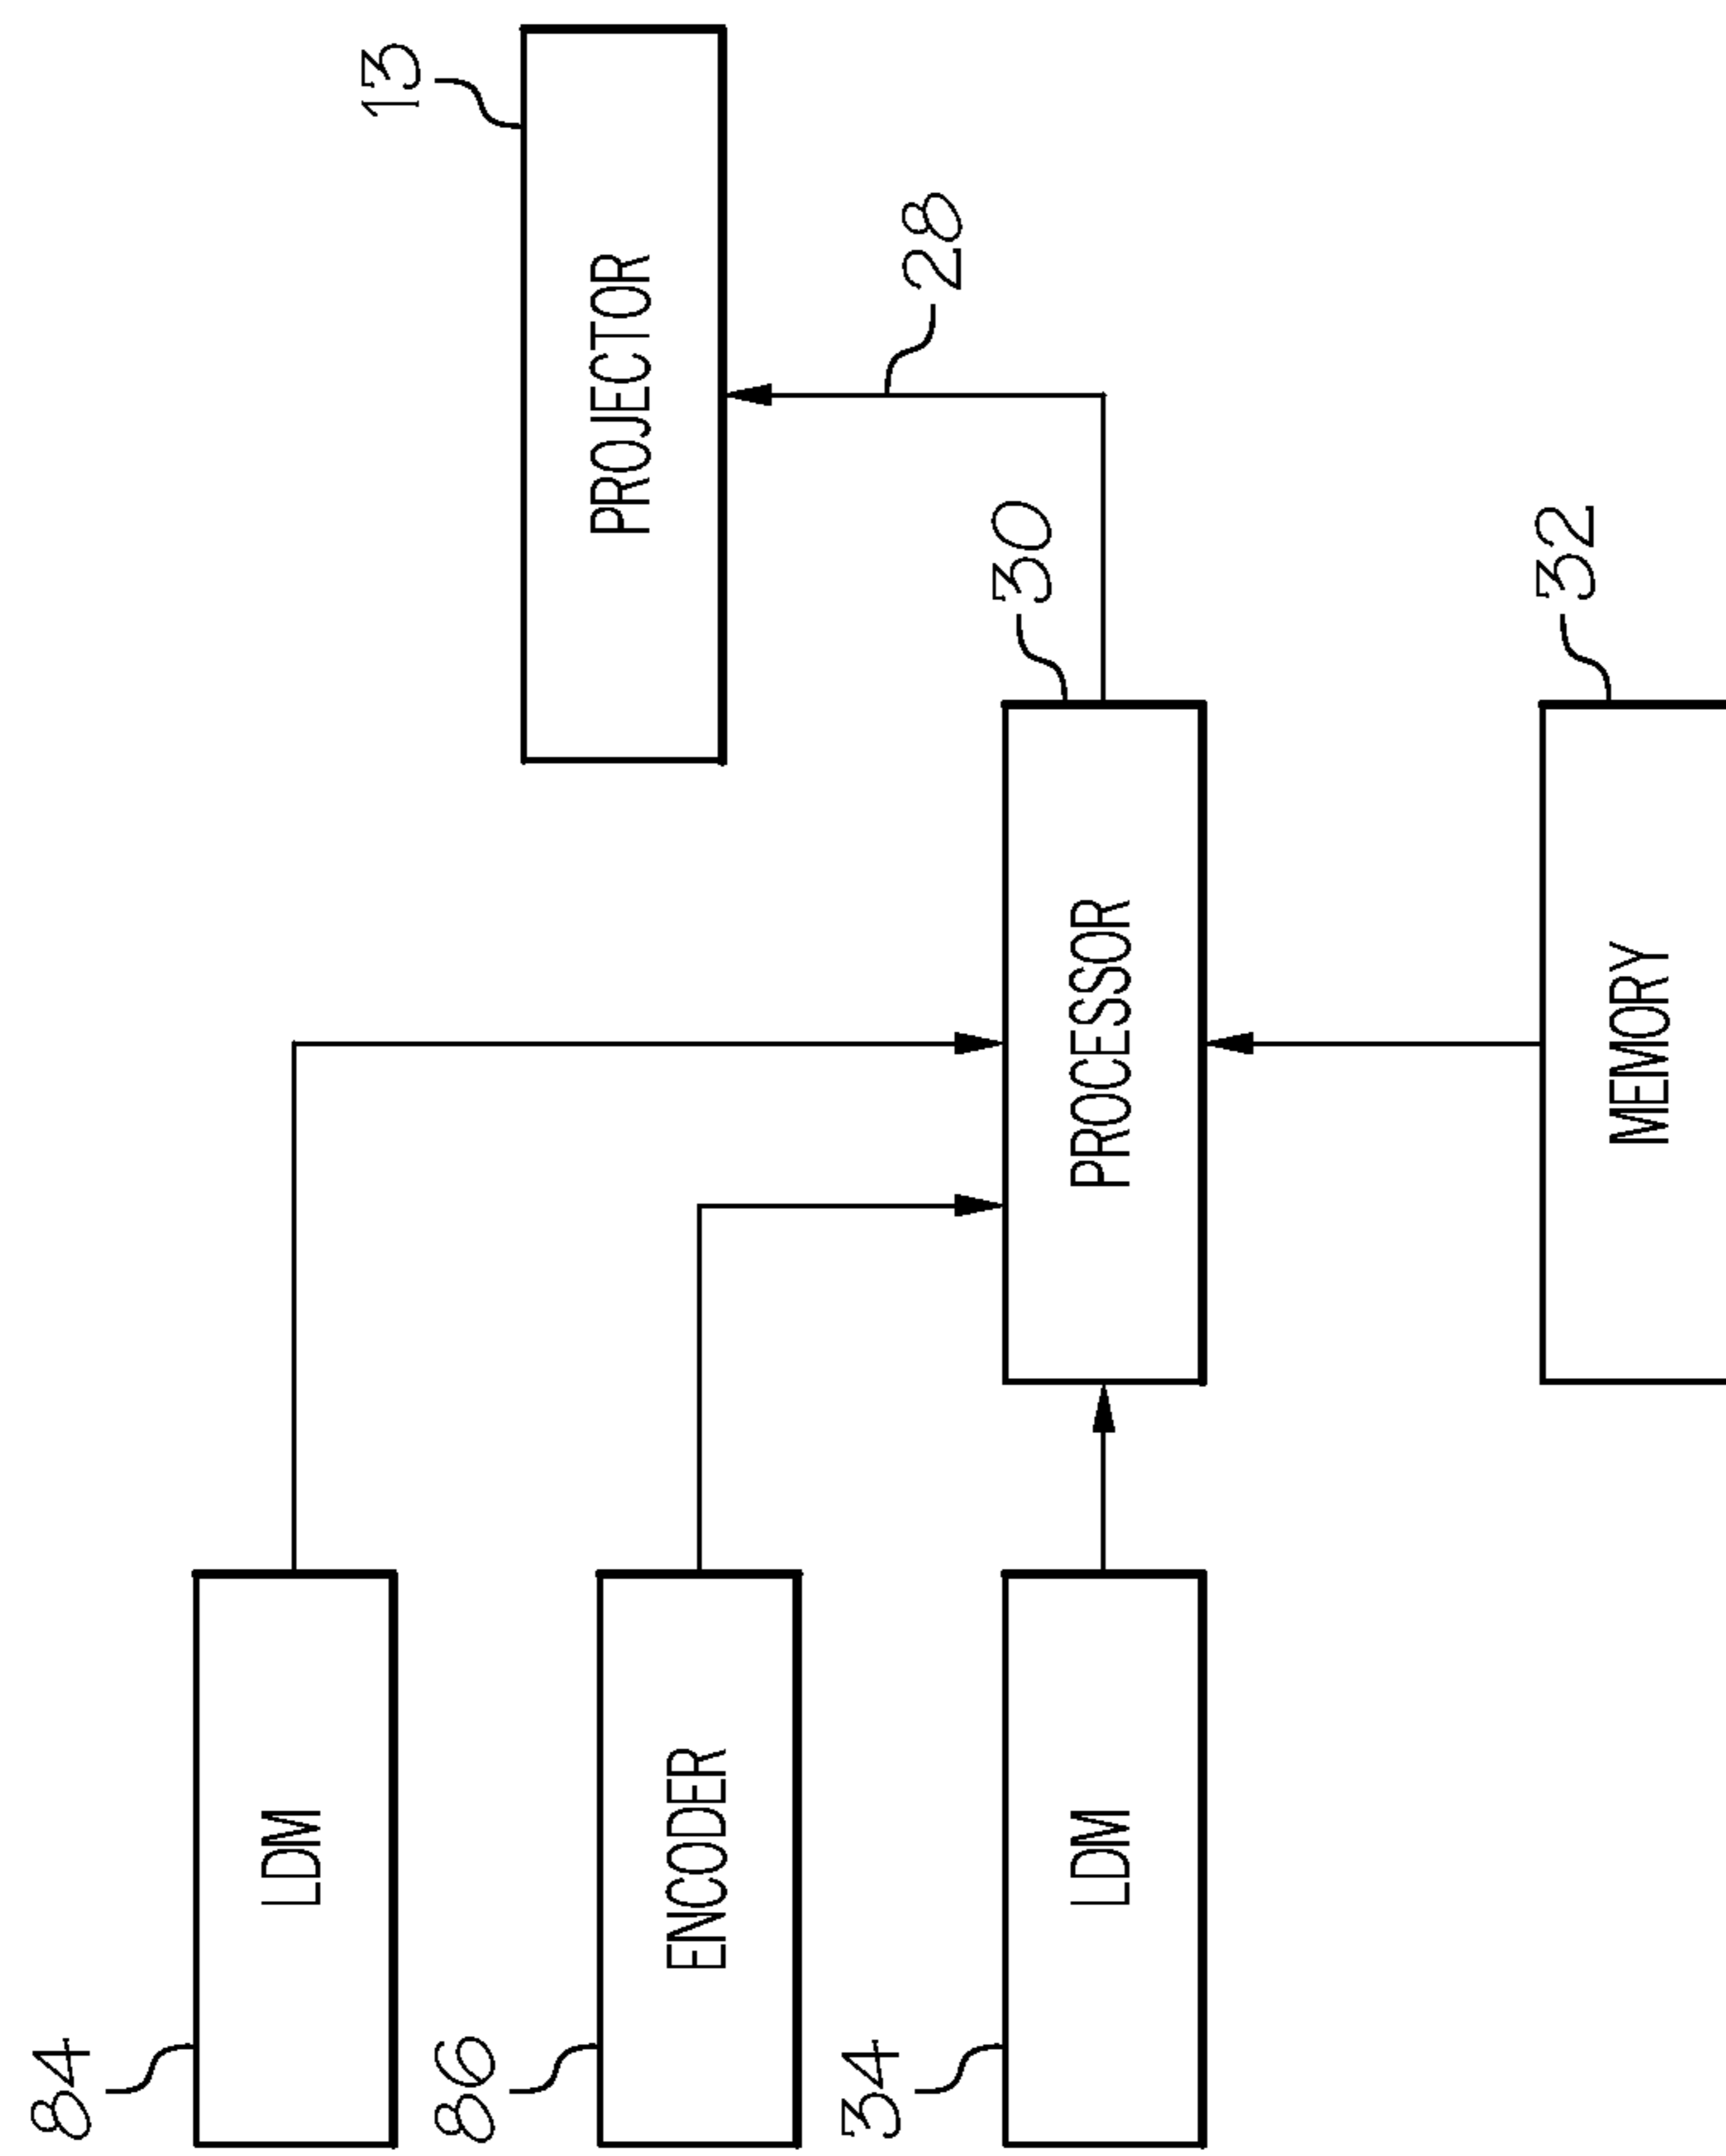 84
LDM
86
ENCODER
34
LDM
PROCESSOR
30
MEMORY
32
PROJECTOR
13
28